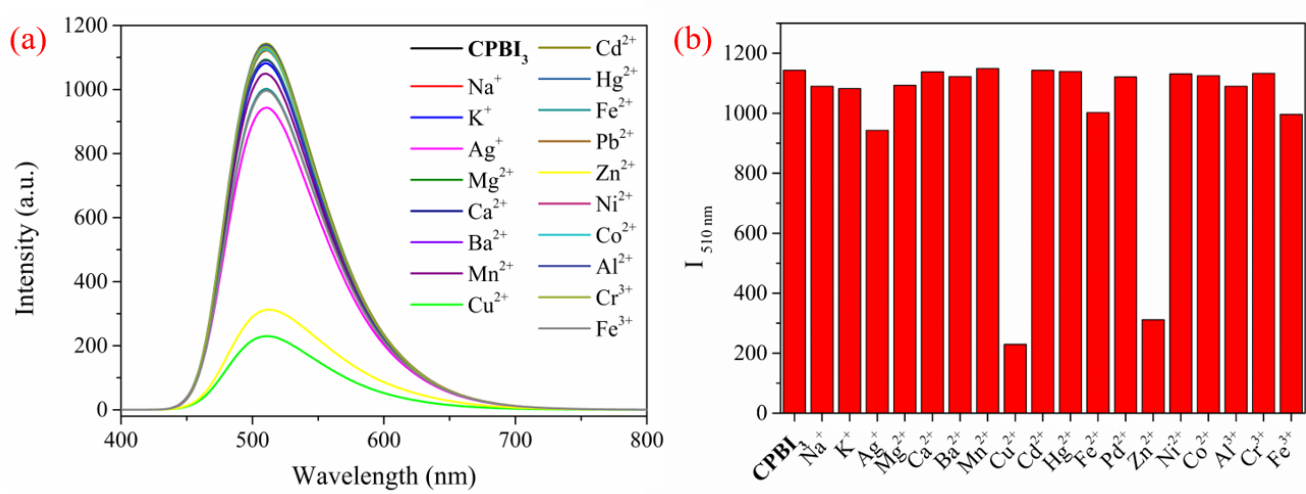 (a)
1200
1000
800
600
400
200
0
Intensity (a.u.)
400
500
600
700
800
Wavelength (nm)
CPBI₃
Na⁺
K⁺
Ag⁺
Mg²⁺
Ca²⁺
Ba²⁺
Mn²⁺
Cu²⁺
Cd²⁺
Hg²⁺
Fe²⁺
Pb²⁺
Zn²⁺
Ni²⁺
Co²⁺
Al²⁺
Cr³⁺
Fe³⁺
(b)
1200
1000
800
600
400
200
0
I 510 nm
CPBI₃
Na⁺
K⁺
Ag⁺
Mg²⁺
Ca²⁺
Ba²⁺
Mn²⁺
Cu²⁺
Cd²⁺
Hg²⁺
Fe²⁺
Pd²⁺
Zn²⁺
Ni²⁺
Co²⁺
Al³⁺
Cr³⁺
Fe³⁺